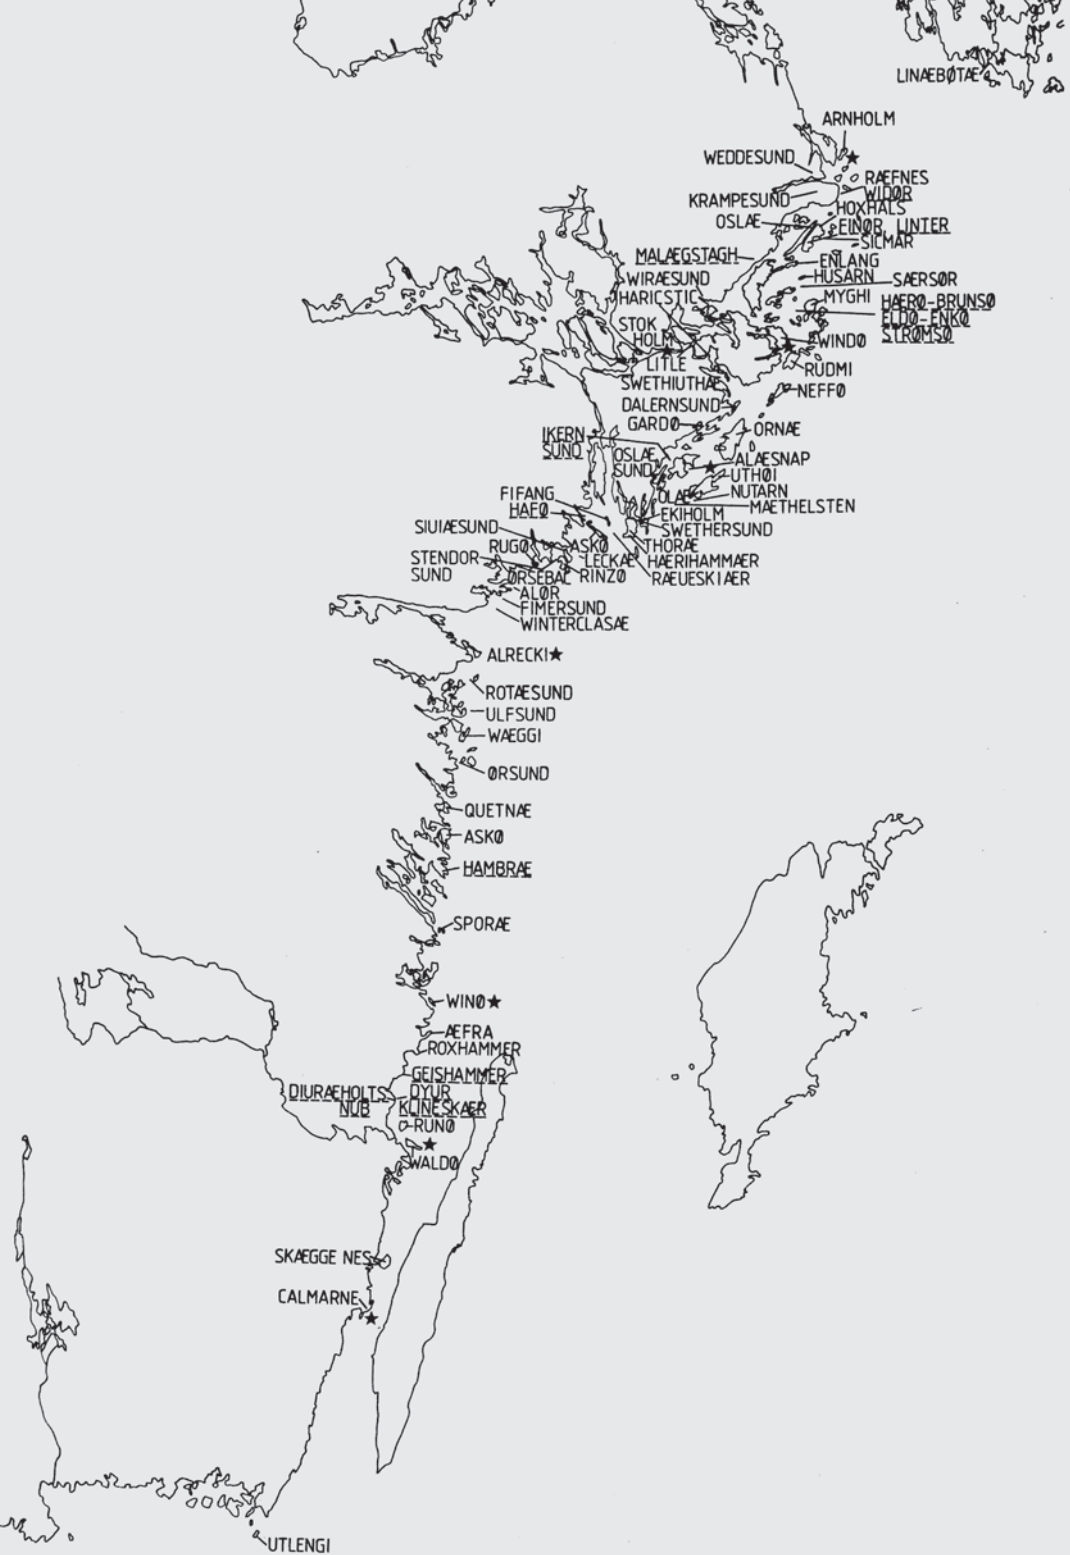 LINÆBØTÆ
ARNHOLM
WEDDESUND
RÆFNES
WIDØR
KRAMPESUND
HOXHALS
OSLÆ
EINØR LINTER
SICMAR
MALÆGSTAGH
ENLANG
WIRÆSUND
HUSARN
SÆRSØR
HARICSTIC
MYGHI
HÆRØ-BRUNSØ
ELDØ-ENKØ
STRØMSØ
STOK
HOLM
WINDØ
LITLE
SWETHIUTHÆ
RUDMI
NEFFØ
DALERNSUND
GARDØ
ORNÆ
IKERN
SUND
OSLÆ
SUND
ALÆSNAP
UTHØI
NUTARN
FIFANG
OLÆ
MÆTHELSTEN
HAFØ
EKIHOLM
SWETHERSUND
SIUIÆSUND
RUGØ
ASKØ
THORÆ
STENDOR
SUND
LECKAE
HÆRIHAMMÆR
ØRSEBAC
RINZØ
RÆUESKIÆR
ALØR
FIMERSUND
WINTERCLASÆ
ALRECKI★
ROTÆSUND
ULFSUND
WÆGGI
ØRSUND
QUETNÆ
ASKØ
HAMBRÆ
SPORÆ
WINØ★
ÆFRA
ROXHAMMER
GEISHAMMER
DIURÆHOLTS
NUB
DYUR
KLINESKÆR
RUNØ
WALDØ
SKÆGGE NES
CALMARNE
UTLENGI